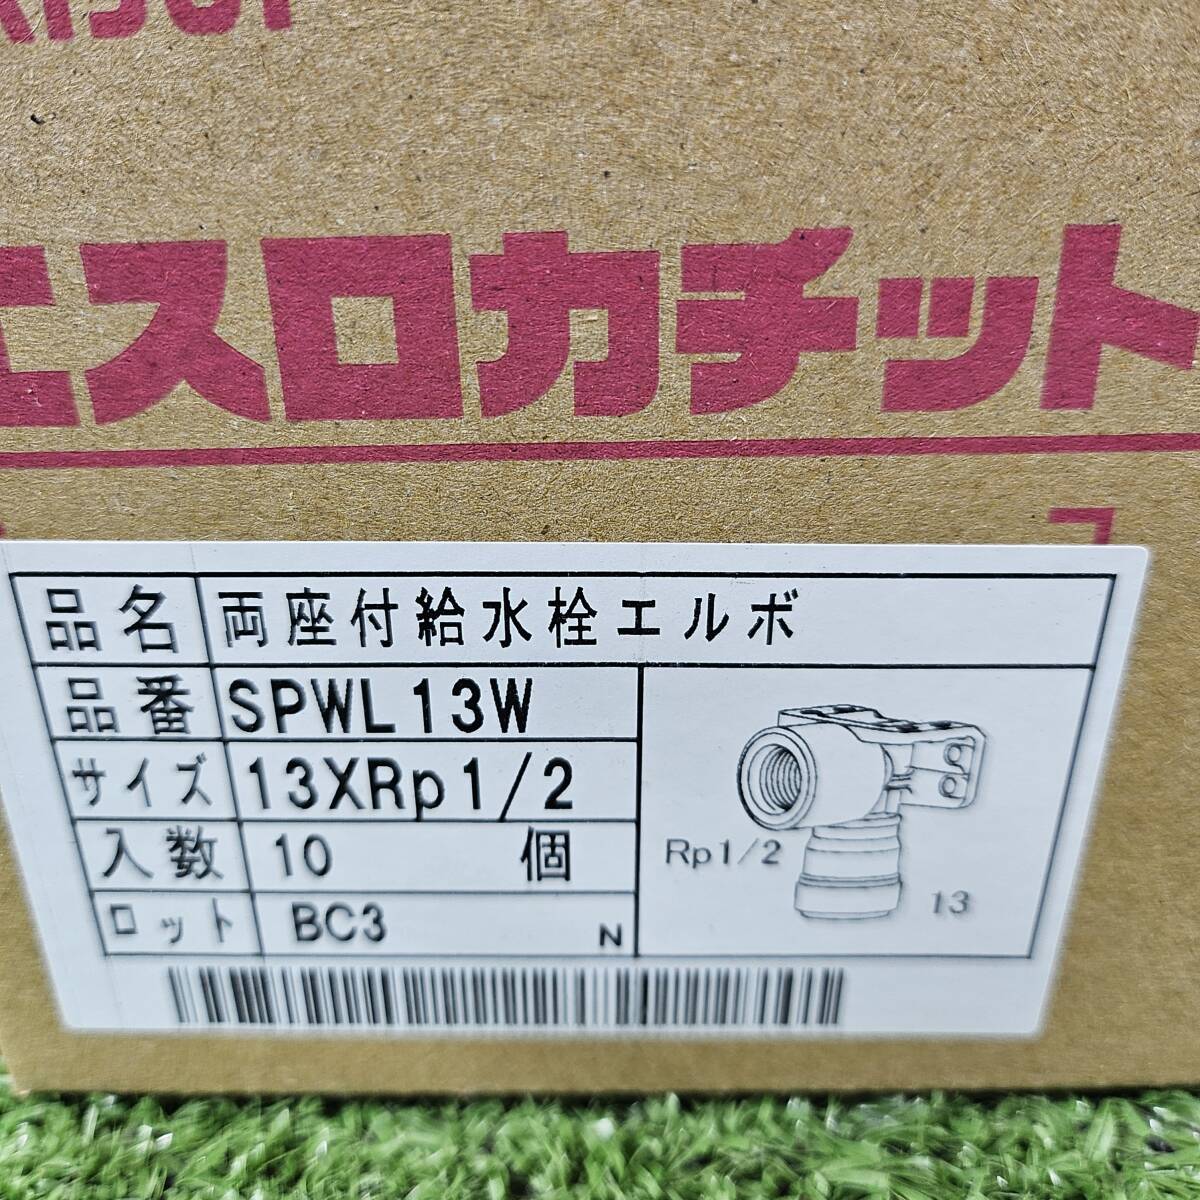 エスロカチット
品名 両座付給水栓エルボ
品番 SPWL13W
サイズ 13XRp1/2
入数 10 個
ロット BC3 N
Rp1/2
13